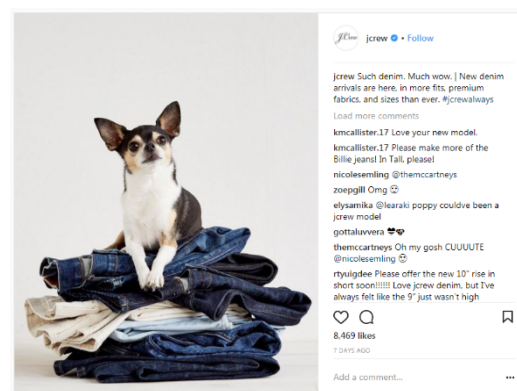 J.Crew
jcrew • Follow
jcrew Such denim. Much wow. | New denim
arrivals are here, in more fits, premium
fabrics, and sizes than ever. #jcrewalways
Load more comments
kmcallister.17 Love your new model.
kmcallister.17 Please make more of the
Billie jeans! In Tall, please!
nicolesemling @themccartneys
zoepgill Omg 😍
elysamika @learaki poppy couldve been a
jcrew model
gottaluvvera
themccartneys Oh my gosh CUUUUTE
@nicolesemling 😍
rtyuigdee Please offer the new 10" rise in
short soon!!!!!! Love jcrew denim, but I've
always felt like the 9" just wasn't high
8,469 likes
7 DAYS AGO
Add a comment...